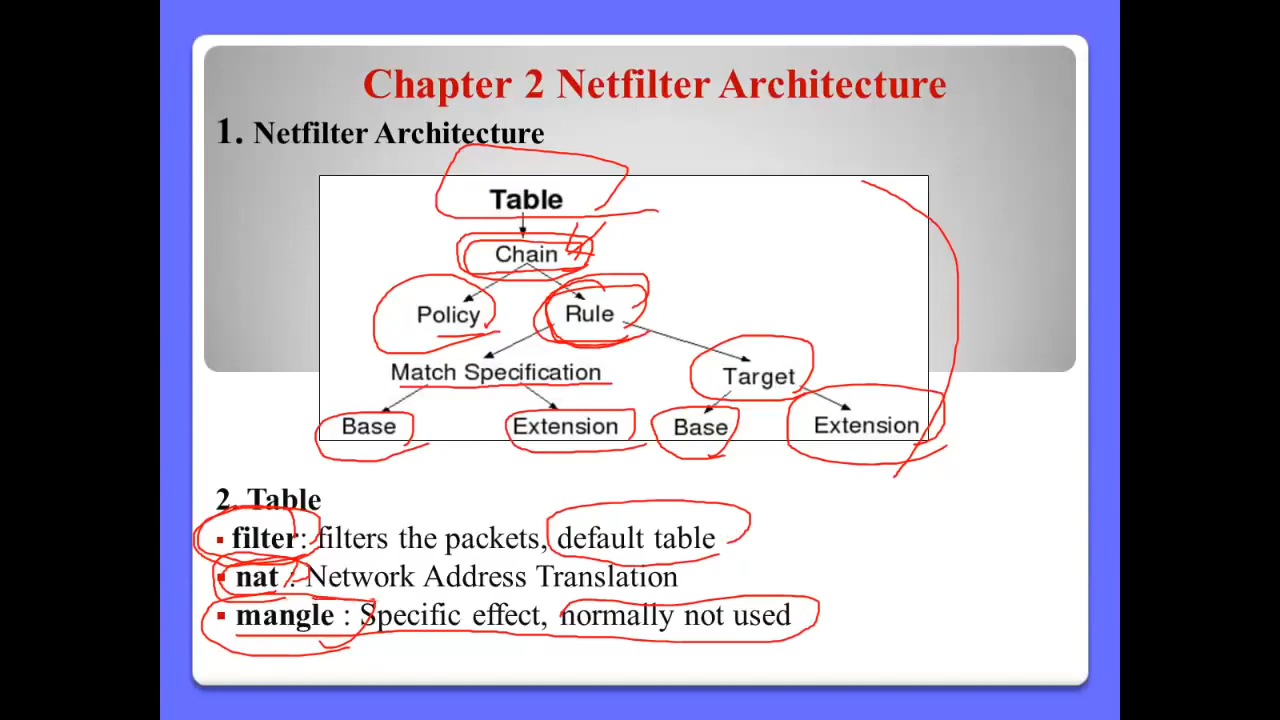 Chapter 2 Netfilter Architecture
1. Netfilter Architecture
Table
Chain
Policy Rule
Match Specification Target
Base Extension Base Extension
2. Table
▪ filter: filters the packets, default table
▪ nat : Network Address Translation
▪ mangle : Specific effect, normally not used